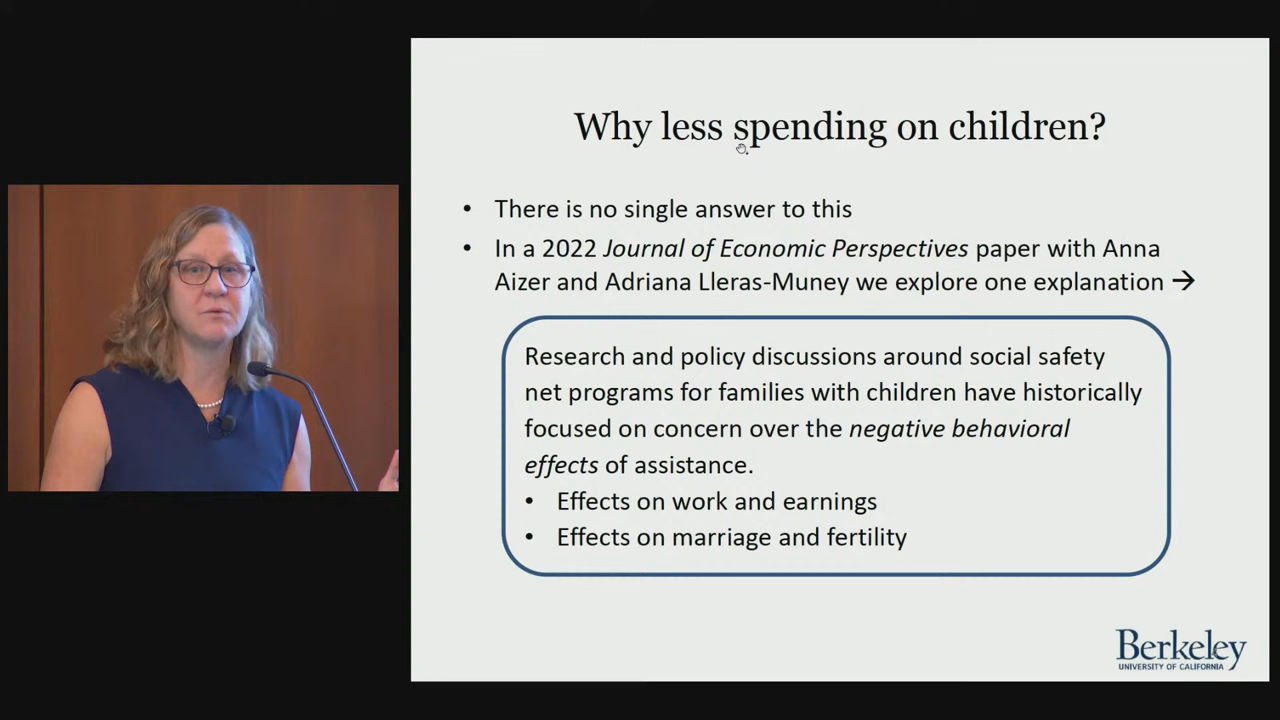 Why less spending on children?
• There is no single answer to this
• In a 2022 Journal of Economic Perspectives paper with Anna
Aizer and Adriana Lleras-Muney we explore one explanation →
Research and policy discussions around social safety
net programs for families with children have historically
focused on concern over the negative behavioral
effects of assistance.
• Effects on work and earnings
• Effects on marriage and fertility
Berkeley
UNIVERSITY OF CALIFORNIA